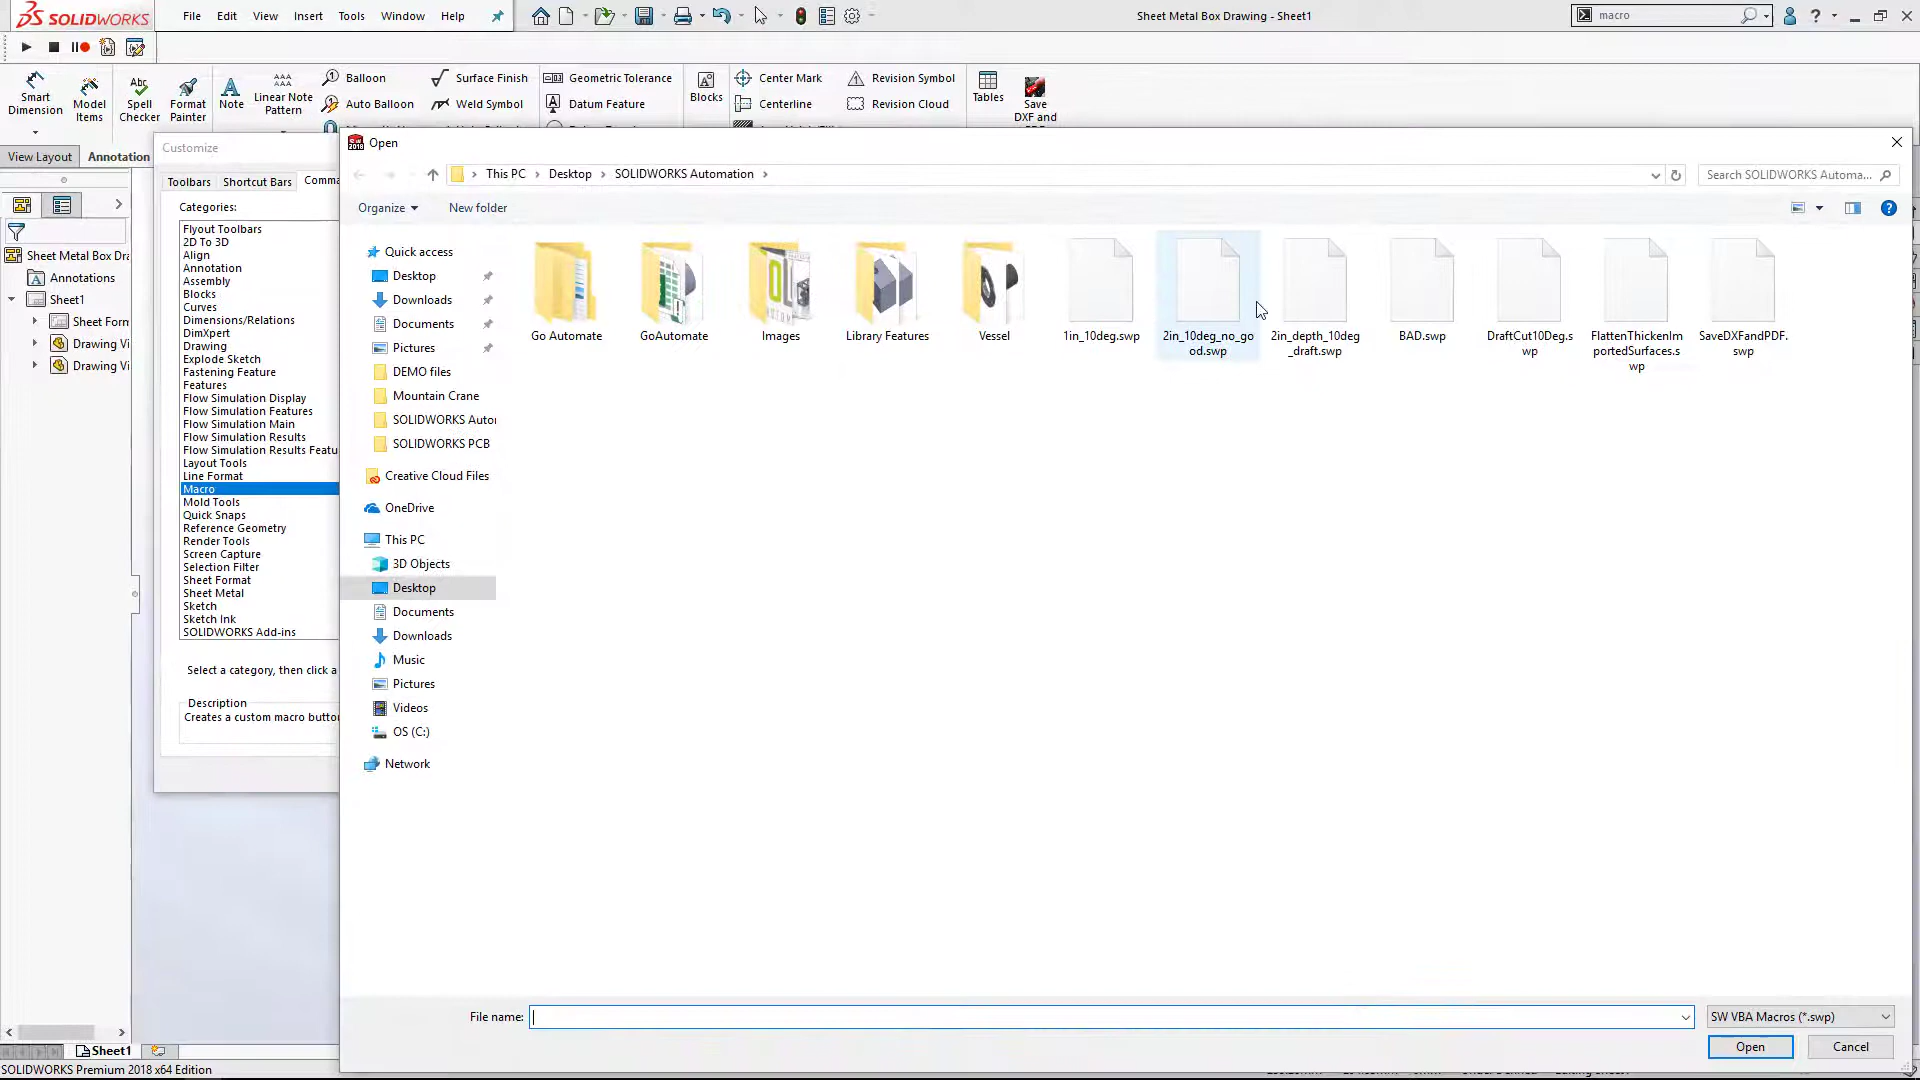 SOLIDWORKS
File Edit View Insert Tools Window Help
Sheet Metal Box Drawing - Sheet1
macro
Smart Dimension
Model Items
Spell Checker
Format Painter
Note
Linear Note Pattern
Balloon
Auto Balloon
Surface Finish
Weld Symbol
Geometric Tolerance
Datum Feature
Blocks
Center Mark
Centerline
Revision Symbol
Revision Cloud
Tables
Save DXF and
View Layout
Annotation
Sheet Metal Box Dra
Annotations
Sheet1
Sheet Form
Drawing Vi
Drawing Vi
Customize
Toolbars
Shortcut Bars
Comma
Categories:
Flyout Toolbars
2D To 3D
Align
Annotation
Assembly
Blocks
Curves
Dimensions/Relations
DimXpert
Drawing
Explode Sketch
Fastening Feature
Features
Flow Simulation Display
Flow Simulation Features
Flow Simulation Main
Flow Simulation Results
Flow Simulation Results Featu
Layout Tools
Line Format
Macro
Mold Tools
Quick Snaps
Reference Geometry
Render Tools
Screen Capture
Selection Filter
Sheet Format
Sheet Metal
Sketch
Sketch Ink
SOLIDWORKS Add-ins
Select a category, then click a
Description
Creates a custom macro button
Open
This PC
Desktop
SOLIDWORKS Automation
Search SOLIDWORKS Automa...
Organize
New folder
Quick access
Desktop
Downloads
Documents
Pictures
DEMO files
Mountain Crane
SOLIDWORKS Autor
SOLIDWORKS PCB
Creative Cloud Files
OneDrive
This PC
3D Objects
Desktop
Documents
Downloads
Music
Pictures
Videos
OS (C:)
Network
Go Automate
GoAutomate
Images
Library Features
Vessel
1in_10deg.swp
2in_10deg_no_go
od.swp
2in_depth_10deg
_draft.swp
BAD.swp
DraftCut10Deg.s
wp
FlattenThickenIm
portedSurfaces.s
wp
SaveDXFandPDF.
swp
File name:
SW VBA Macros (*.swp)
Open
Cancel
Sheet1
SOLIDWORKS Premium 2018 x64 Edition